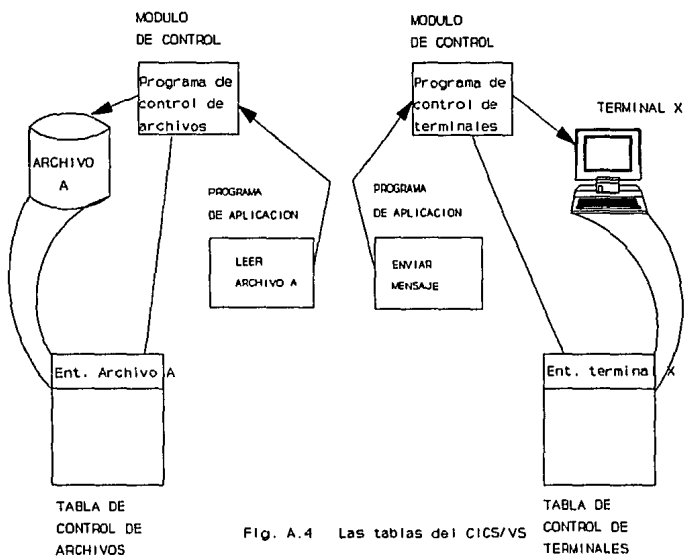 MODULO
DE CONTROL
Programa de
control de
archivos
ARCHIVO
A
PROGRAMA
DE APLICACION
LEER
ARCHIVO A
Ent. Archivo A
TABLA DE
CONTROL DE
ARCHIVOS
MODULO
DE CONTROL
Programa de
control de
terminales
TERMINAL X
PROGRAMA
DE APLICACION
ENVIAR
MENSAJE
Ent. terminal X
TABLA DE
CONTROL DE
TERMINALES
Fig. A.4 Las tablas del CICS/VS